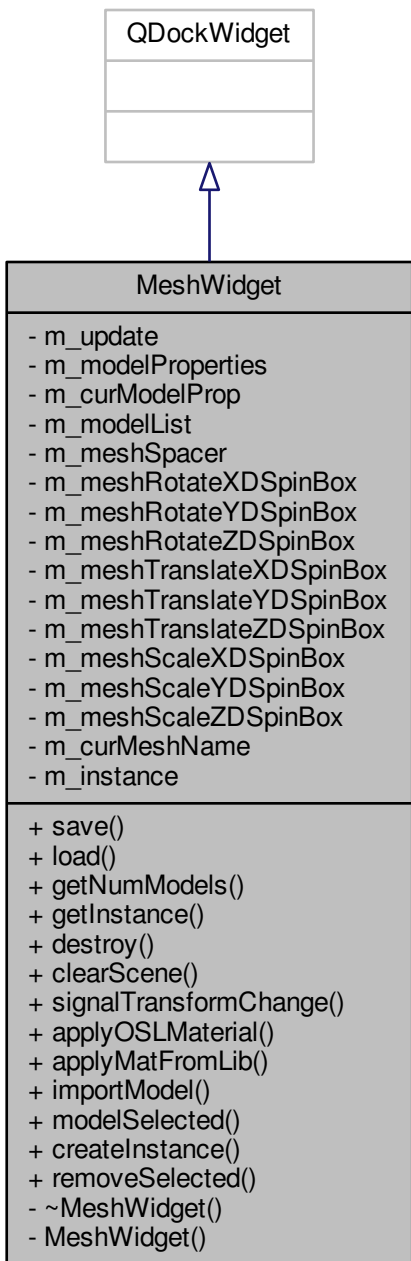 QDockWidget
MeshWidget
- m_update
- m_modelProperties
- m_curModelProp
- m_modelList
- m_meshSpacer
- m_meshRotateXDSpinBox
- m_meshRotateYDSpinBox
- m_meshRotateZDSpinBox
- m_meshTranslateXDSpinBox
- m_meshTranslateYDSpinBox
- m_meshTranslateZDSpinBox
- m_meshScaleXDSpinBox
- m_meshScaleYDSpinBox
- m_meshScaleZDSpinBox
- m_curMeshName
- m_instance
+ save()
+ load()
+ getNumModels()
+ getInstance()
+ destroy()
+ clearScene()
+ signalTransformChange()
+ applyOSLMaterial()
+ applyMatFromLib()
+ importModel()
+ modelSelected()
+ createInstance()
+ removeSelected()
- ~MeshWidget()
- MeshWidget()